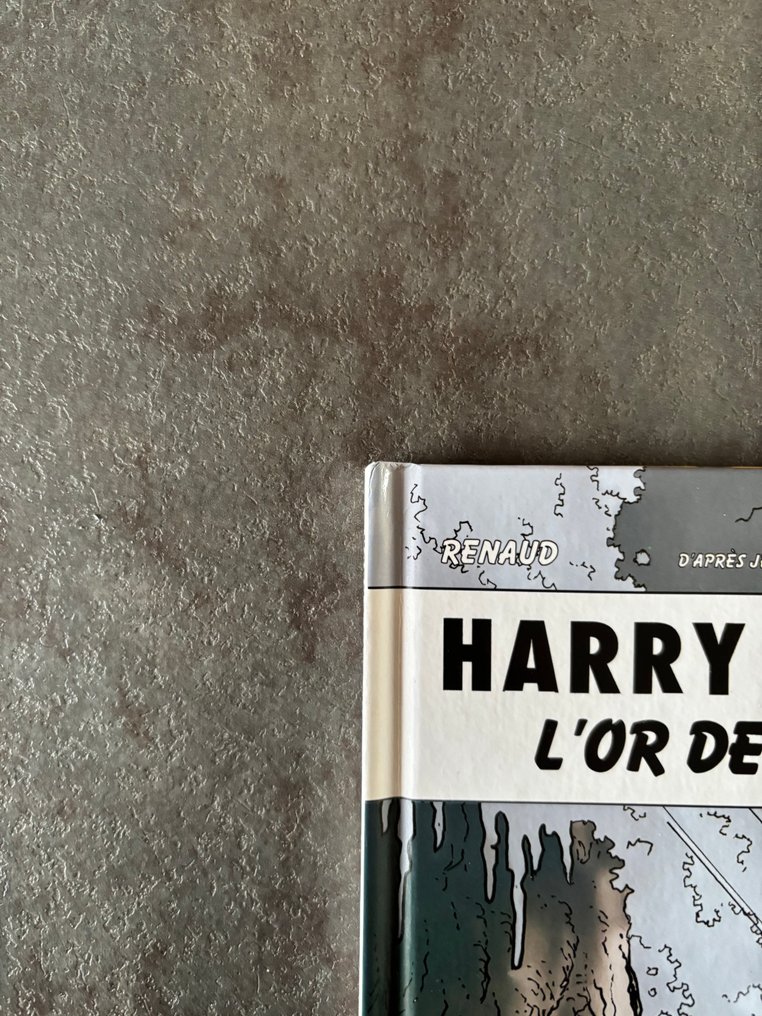 RENAUD
D'APRÈS
HARRY
L'OR DE